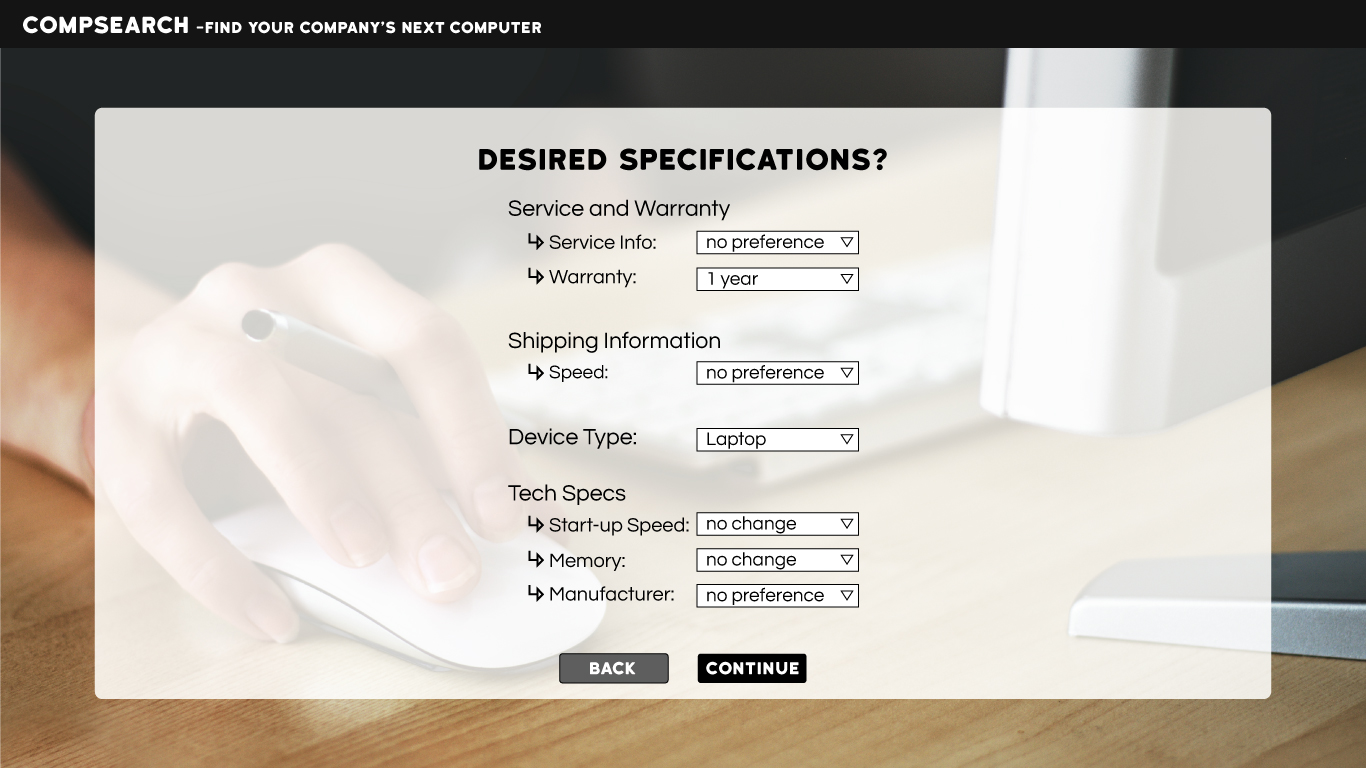 COMPSEARCH -FIND YOUR COMPANY'S NEXT COMPUTER
DESIRED SPECIFICATIONS?
Service and Warranty
Service Info: no preference
Warranty: 1 year
Shipping Information
Speed: no preference
Device Type: Laptop
Tech Specs
Start-up Speed: no change
Memory: no change
Manufacturer: no preference
BACK CONTINUE